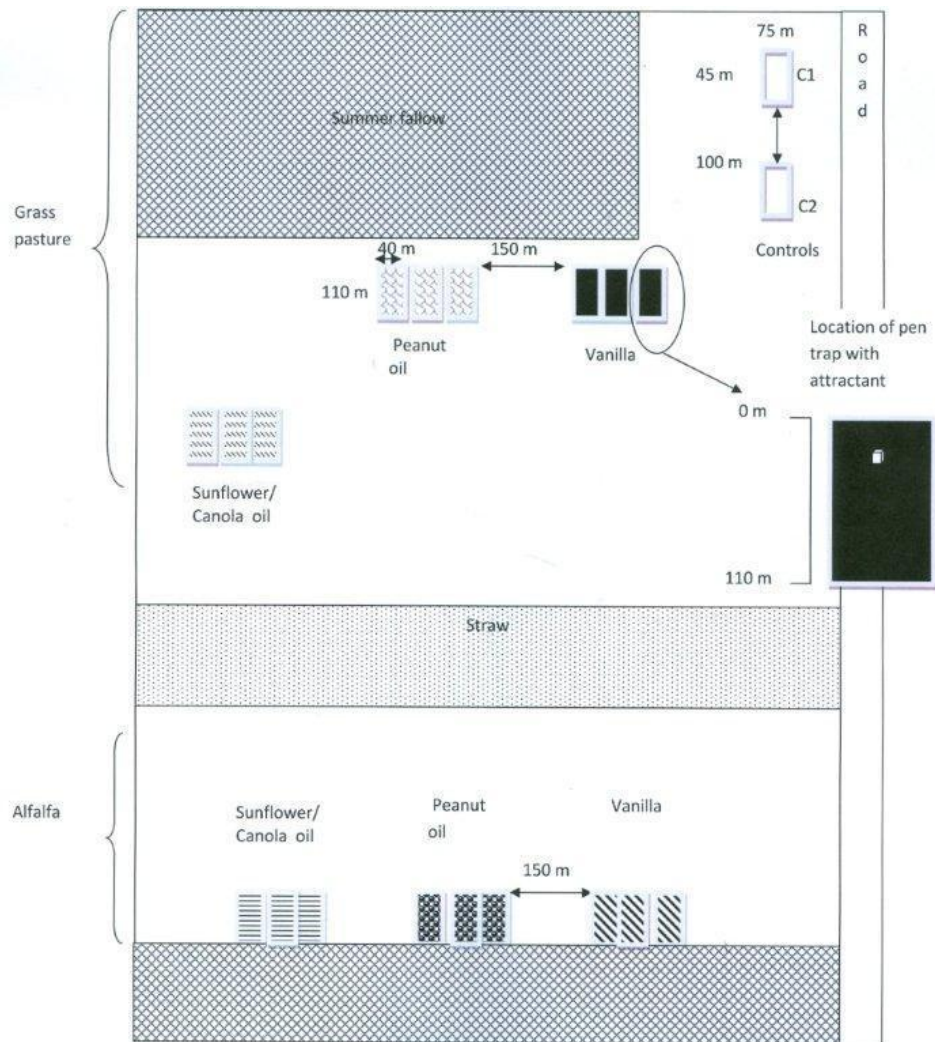 75 m
45 m
C1
R
o
a
d
Summer fallow
100 m
C2
Grass
pasture
Controls
40 m
150 m
110 m
Peanut
oil
Vanilla
Location of pen
trap with
attractant
0 m
Sunflower/
Canola oil
110 m
Straw
Alfalfa
Sunflower/
Canola oil
Peanut
oil
Vanilla
150 m